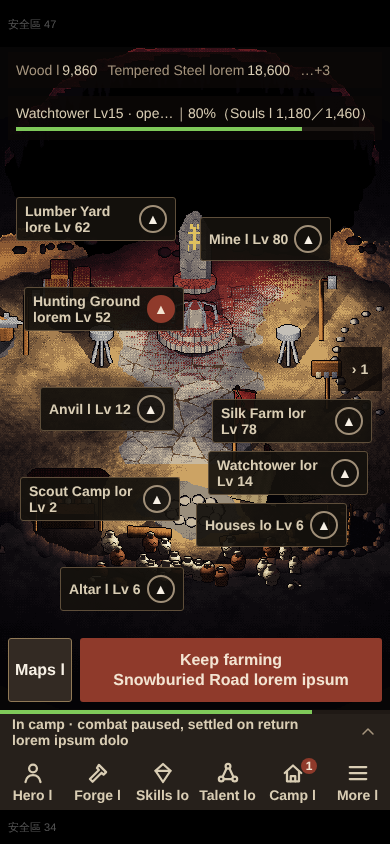 安全區 47
Wood l 9,860 Tempered Steel lorem 18,600 …+3
Watchtower Lv15 · ope… | 80%（Souls l 1,180／1,460）
Lumber Yard
lore Lv 62
Mine l Lv 80
Hunting Ground
lorem Lv 52
› 1
Anvil l Lv 12
Silk Farm lor
Lv 78
Watchtower lor
Lv 14
Scout Camp lor
Lv 2
Houses lo Lv 6
Altar l Lv 6
Maps l
Keep farming
Snowburied Road lorem ipsum
In camp · combat paused, settled on return
lorem ipsum dolo
1
Hero l Forge l Skills lo Talent lo Camp l More l
安全區 34